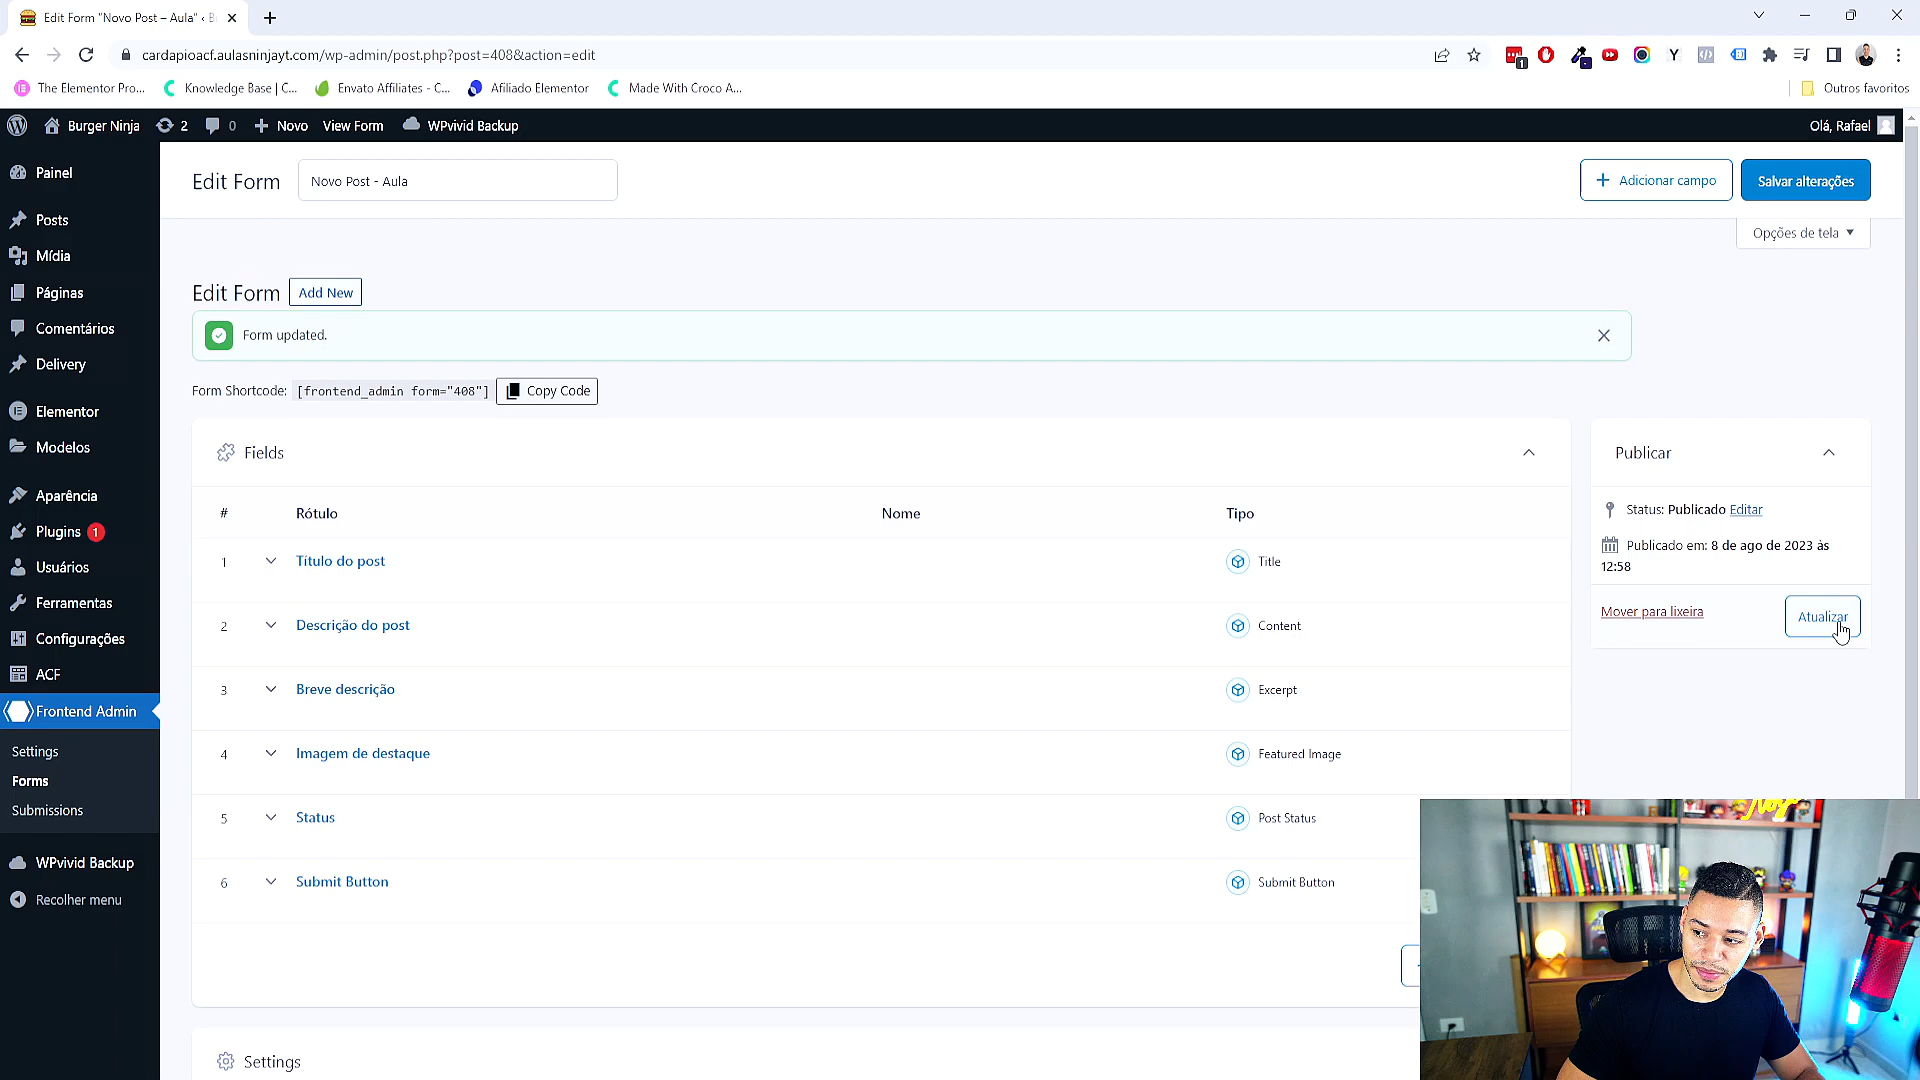 Edit Form "Novo Post – Aula" ‹ B
cardapioacf.aulasninjayt.com/wp-admin/post.php?post=408&action=edit
The Elementor Pro...
Knowledge Base | C...
Envato Affiliates - C...
Afiliado Elementor
Made With Croco A...
Outros favoritos
Burger Ninja
2
0
Novo
View Form
WPvivid Backup
Olá, Rafael
Painel
Posts
Mídia
Páginas
Comentários
Delivery
Elementor
Modelos
Aparência
Plugins 1
Usuários
Ferramentas
Configurações
ACF
Frontend Admin
Settings
Forms
Submissions
WPvivid Backup
Recolher menu
Edit Form
Novo Post - Aula
Adicionar campo
Salvar alterações
Opções de tela
Edit Form
Add New
Form updated.
Form Shortcode: [frontend_admin form="408"]
Copy Code
Fields
# Rótulo Nome Tipo
1 Título do post Title
2 Descrição do post Content
3 Breve descrição Excerpt
4 Imagem de destaque Featured Image
5 Status Post Status
6 Submit Button Submit Button
Settings
Publicar
Status: Publicado Editar
Publicado em: 8 de ago de 2023 às
12:58
Mover para lixeira
Atualizar